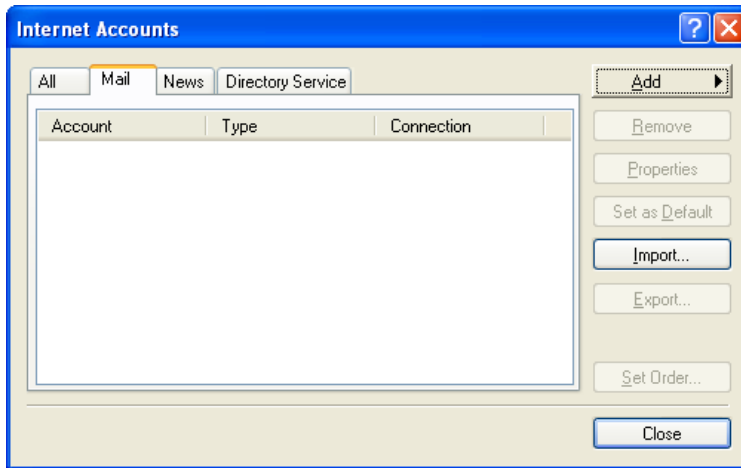 Internet Accounts
All Mail News Directory Service
Add
Account Type Connection
Remove
Properties
Set as Default
Import...
Export...
Set Order...
Close